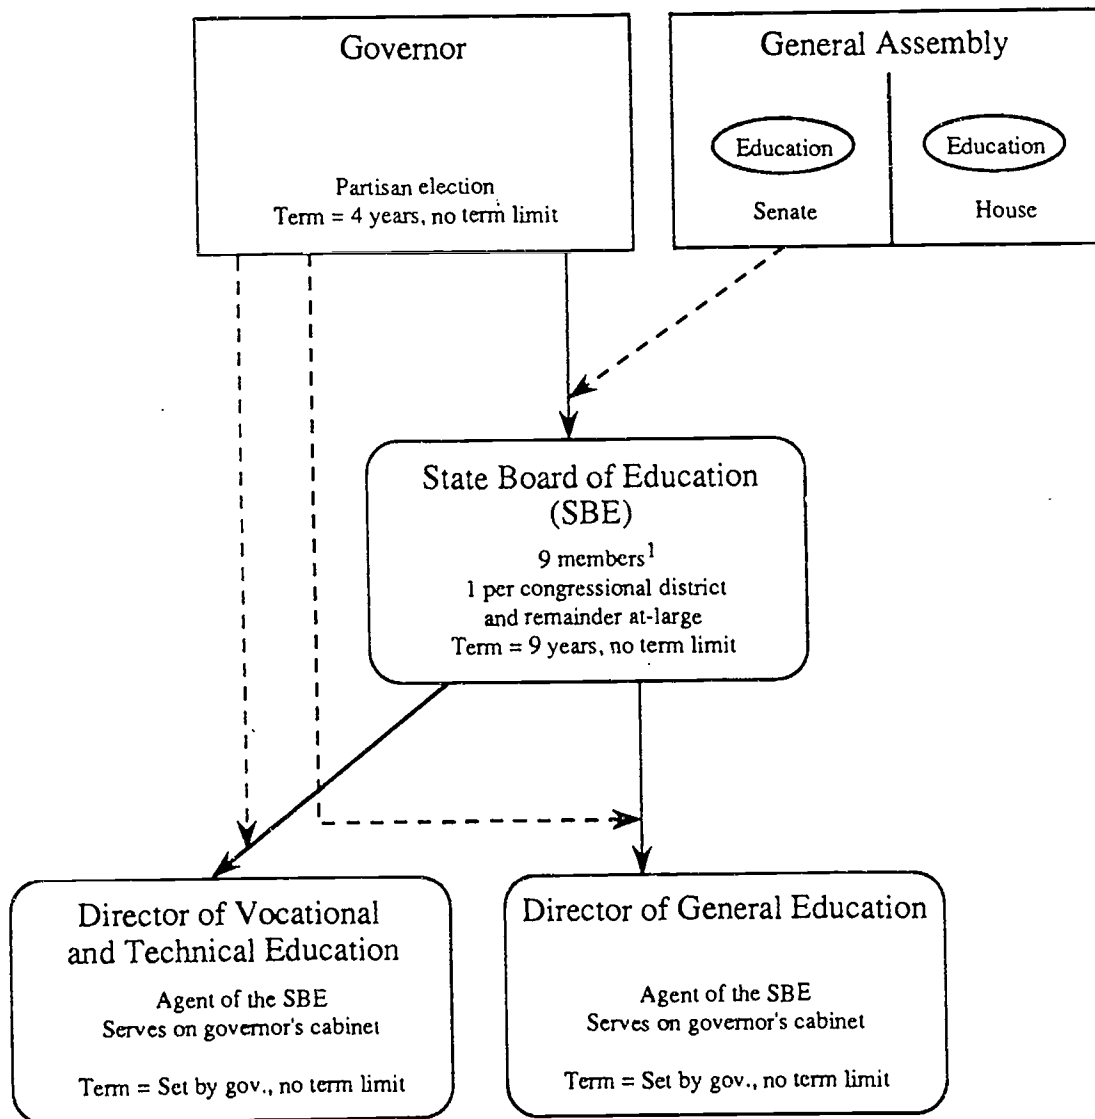 Governor
Partisan election
Term = 4 years, no term limit
General Assembly
Education
Senate
Education
House
State Board of Education
(SBE)
9 members¹
1 per congressional district
and remainder at-large
Term = 9 years, no term limit
Director of Vocational
and Technical Education
Agent of the SBE
Serves on governor's cabinet
Term = Set by gov., no term limit
Director of General Education
Agent of the SBE
Serves on governor's cabinet
Term = Set by gov., no term limit